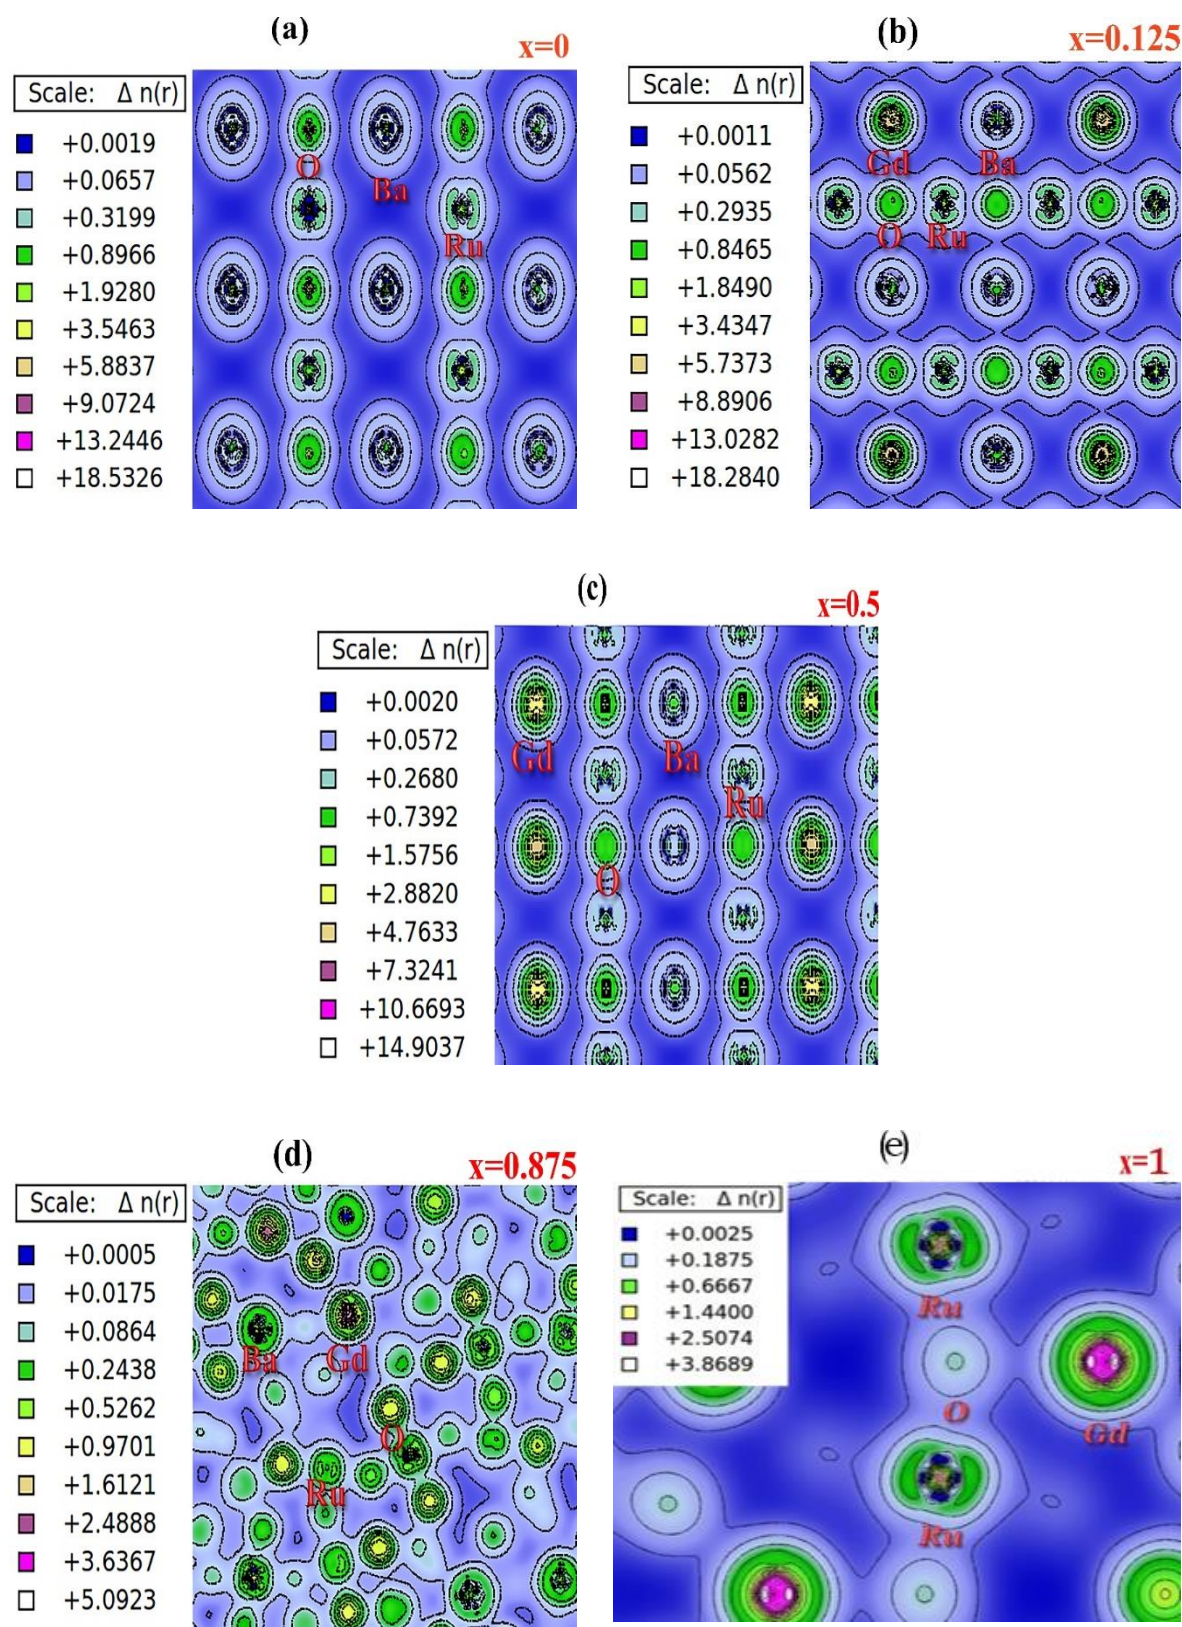 (a)
x=0
Scale: Δ n(r)
+0.0019
+0.0657
+0.3199
+0.8966
+1.9280
+3.5463
+5.8837
+9.0724
+13.2446
+18.5326
O
Ba
Ru
(b)
x=0.125
Scale: Δ n(r)
+0.0011
+0.0562
+0.2935
+0.8465
+1.8490
+3.4347
+5.7373
+8.8906
+13.0282
+18.2840
Gd Ba
O Ru
(c)
x=0.5
Scale: Δ n(r)
+0.0020
+0.0572
+0.2680
+0.7392
+1.5756
+2.8820
+4.7633
+7.3241
+10.6693
+14.9037
Gd Ba
Ru
O
(d)
x=0.875
Scale: Δ n(r)
+0.0005
+0.0175
+0.0864
+0.2438
+0.5262
+0.9701
+1.6121
+2.4888
+3.6367
+5.0923
Ba Gd
O
Ru
(e)
x=1
Scale: Δ n(r)
+0.0025
+0.1875
+0.6667
+1.4400
+2.5074
+3.8689
Ru
O
Gd
Ru